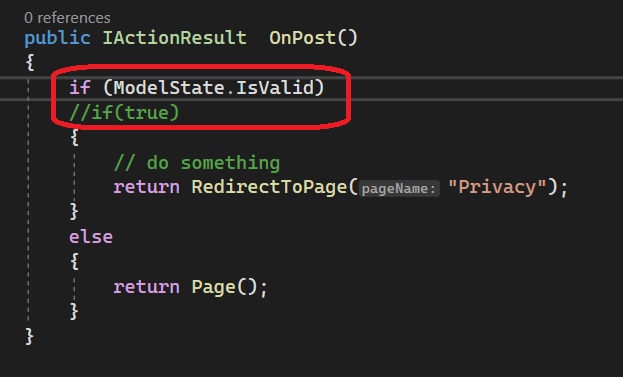 0 references
public IActionResult  OnPost()
{
    if (ModelState.IsValid)
    //if(true)
    {
        // do something
        return RedirectToPage(pageName: "Privacy");
    }
    else
    {
        return Page();
    }
}